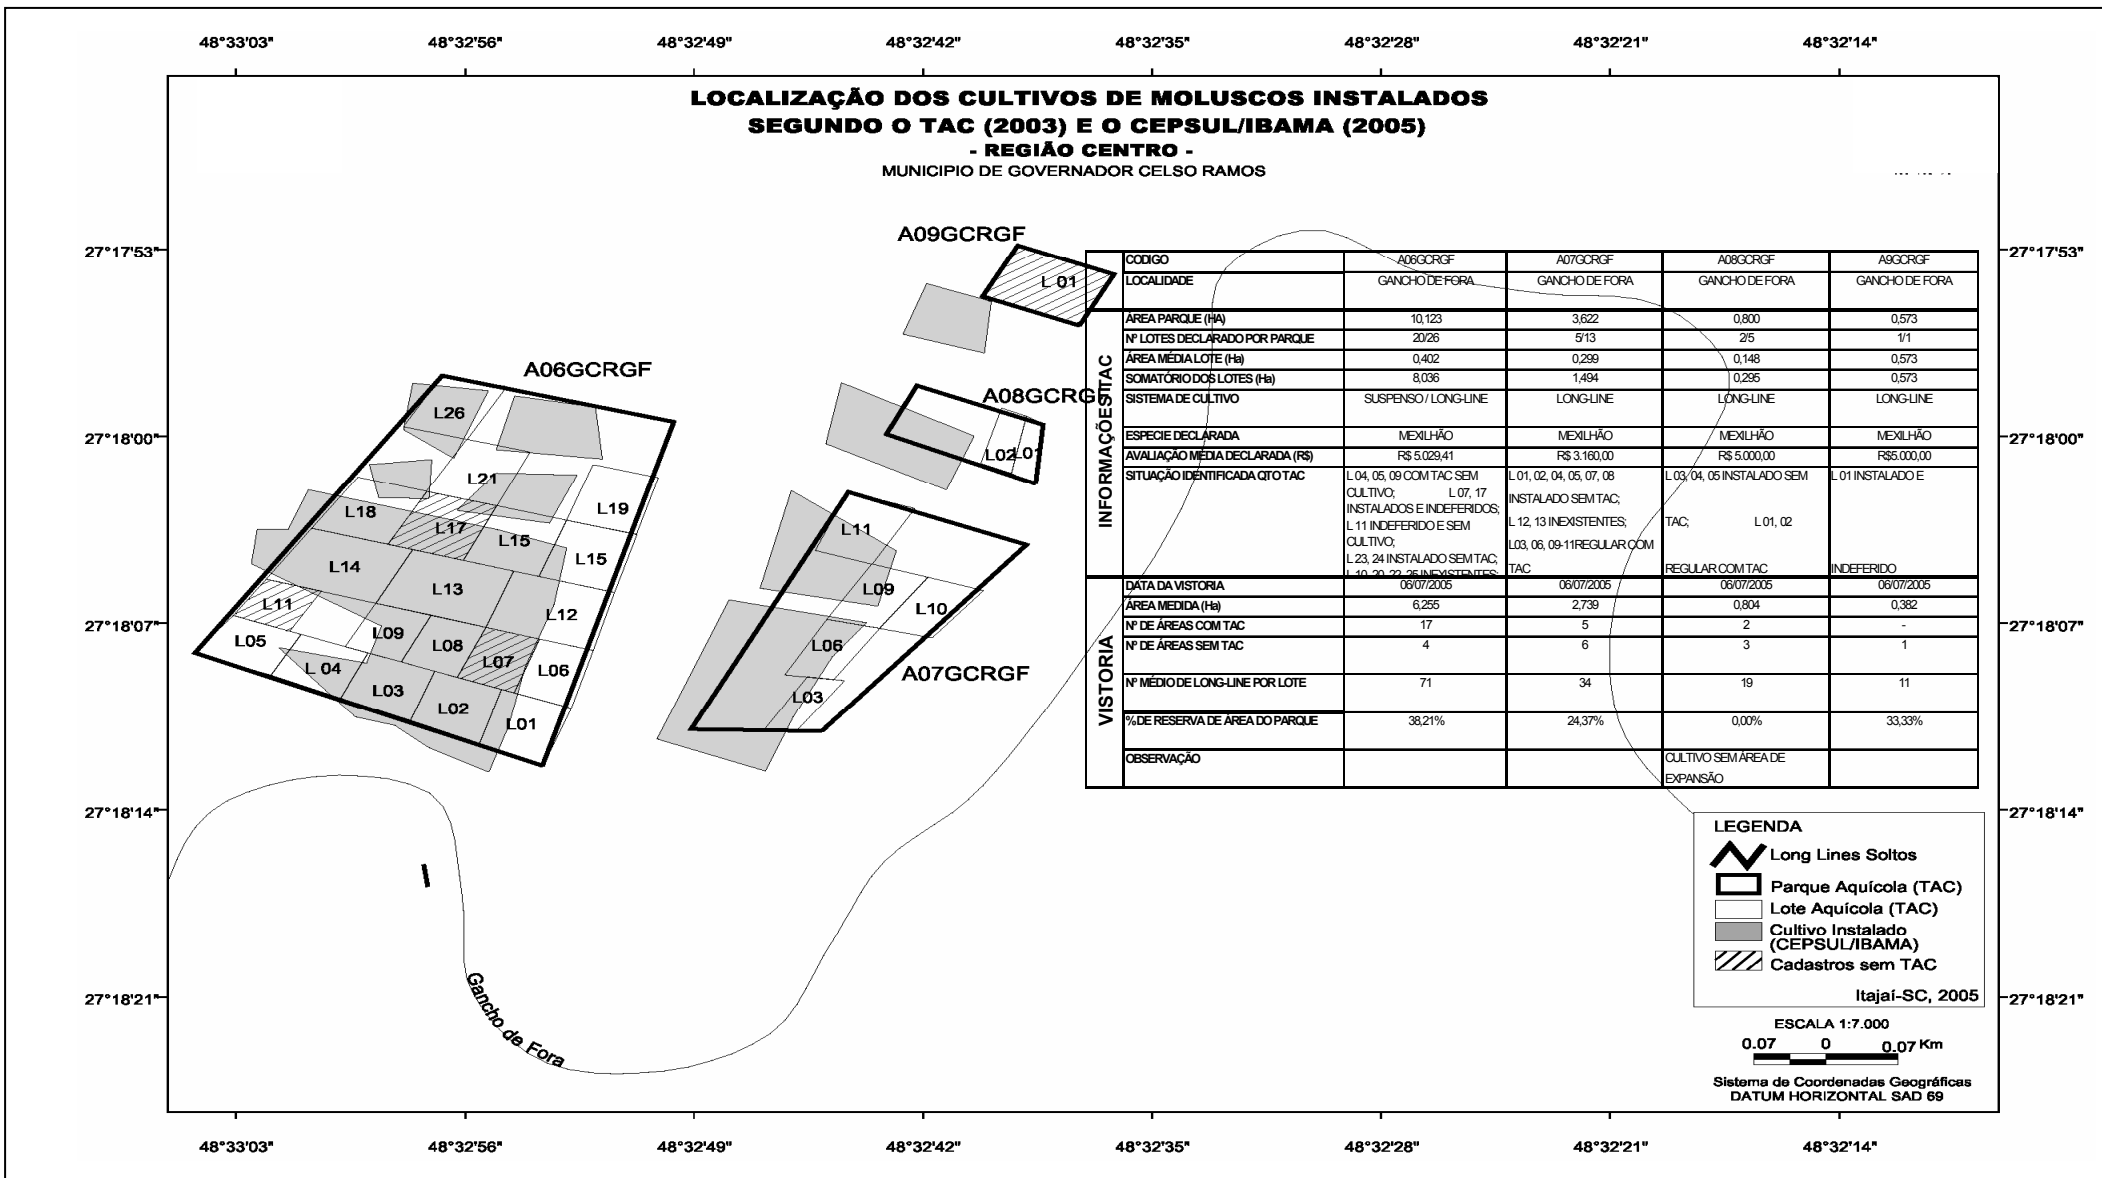 48°33'03" 48°32'56" 48°32'49" 48°32'42" 48°32'35" 48°32'28" 48°32'21" 48°32'14"
LOCALIZAÇÃO DOS CULTIVOS DE MOLUSCOS INSTALADOS
SEGUNDO O TAC (2003) E O CEPSUL/IBAMA (2005)
- REGIÃO CENTRO -
MUNICIPIO DE GOVERNADOR CELSO RAMOS
27°17'53" 27°17'53"
27°18'00" 27°18'00"
27°18'07" 27°18'07"
27°18'14" 27°18'14"
27°18'21" 27°18'21"
A09GCRGF
L 01
A08GCRGF
L02 L01
A06GCRGF
L26
L21
L19
L18
L17
L15
L15
L14
L13
L12
L11
L09
L08
L07
L06
L05
L 04
L03
L02
L01
A07GCRGF
L11
L09
L10
L06
L03
Gancho de Fora
CODIGO A06GCRGF A07GCRGF A08GCRGF A9GCRGF
LOCALIDADE GANCHO DE FORA GANCHO DE FORA GANCHO DE FORA GANCHO DE FORA
INFORMAÇÕES TAC
ÁREA PARQUE (HA) 10,123 3,622 0,800 0,573
Nº LOTES DECLARADO POR PARQUE 20/26 5/13 2/5 1/1
ÁREA MÉDIA LOTE (Ha) 0,402 0,299 0,148 0,573
SOMATÓRIO DOS LOTES (Ha) 8,036 1,494 0,295 0,573
SISTEMA DE CULTIVO SUSPENSO / LONG-LINE LONG-LINE LONG-LINE LONG-LINE
ESPECIE DECLARADA MEXILHÃO MEXILHÃO MEXILHÃO MEXILHÃO
AVALIAÇÃO MÉDIA DECLARADA (R$) R$ 5.029,41 R$ 3.160,00 R$ 5.000,00 R$5.000,00
SITUAÇÃO IDENTIFICADA QTO TAC
L 04, 05, 09 COM TAC SEM
CULTIVO; L 07, 17
INSTALADOS E INDEFERIDOS;
L 11 INDEFERIDO E SEM
CULTIVO;
L 23, 24 INSTALADO SEM TAC;
L 10, 20, 22, 25 INEXISTENTES;
L 01, 02, 04, 05, 07, 08
INSTALADO SEM TAC;
L 12, 13 INEXISTENTES;
L03, 06, 09-11REGULAR COM
TAC
L 03, 04, 05 INSTALADO SEM
TAC; L 01, 02
REGULAR COM TAC
L 01 INSTALADO E
INDEFERIDO
VISTORIA
DATA DA VISTORIA 06/07/2005 06/07/2005 06/07/2005 06/07/2005
ÁREA MEDIDA (Ha) 6,255 2,739 0,804 0,382
Nº DE ÁREAS COM TAC 17 5 2 -
Nº DE ÁREAS SEM TAC 4 6 3 1
Nº MÉDIO DE LONG-LINE POR LOTE 71 34 19 11
% DE RESERVA DE ÁREA DO PARQUE 38,21% 24,37% 0,00% 33,33%
OBSERVAÇÃO
CULTIVO SEM ÁREA DE
EXPANSÃO
LEGENDA
Long Lines Soltos
Parque Aquícola (TAC)
Lote Aquícola (TAC)
Cultivo Instalado
(CEPSUL/IBAMA)
Cadastros sem TAC
Itajaí-SC, 2005
ESCALA 1:7.000
0.07 0 0.07 Km
Sistema de Coordenadas Geográficas
DATUM HORIZONTAL SAD 69
48°33'03" 48°32'56" 48°32'49" 48°32'42" 48°32'35" 48°32'28" 48°32'21" 48°32'14"